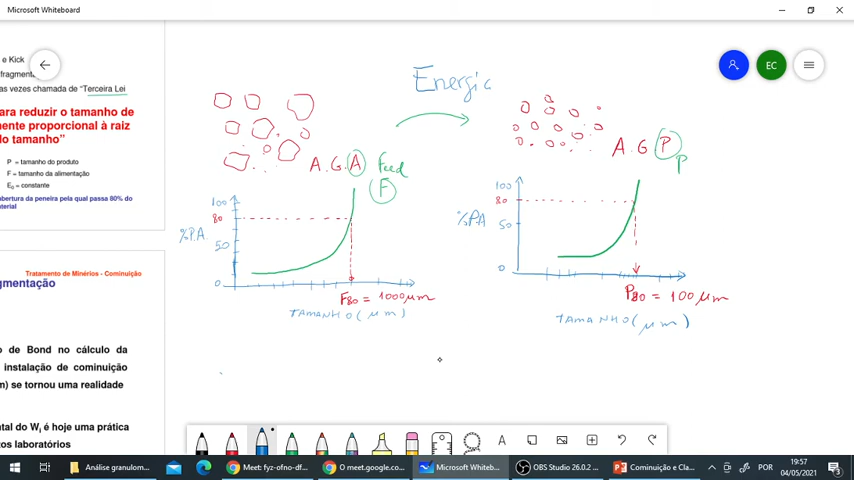 Microsoft Whiteboard
e Kick
fragment
as vezes chamada de "Terceira Lei
ara reduzir o tamanho de
mente proporcional à raiz
do tamanho"
P = tamanho do produto
F = tamanho da alimentação
E₀ = constante
abertura da peneira pela qual passa 80% do
aterial
Tratamento de Minérios - Cominuição
gmentação
o de Bond no cálculo da
instalação de cominuição
m) se tornou uma realidade
ntal do Wi é hoje uma prática
tos laboratórios
Energia
EC
A.G.A
Feed
F
%P.A.
100
80
50
0
F80 = 1000 µm
TAMANHO (µm)
A.G P
P
%P.A
100
80
50
0
P80 = 100 µm
TAMANHO (µm)
A
Análise granulom...
Meet: fyz-ofno-df...
O meet.google.co...
Microsoft Whiteb...
OBS Studio 26.0.2 ...
Cominuição e Cla...
POR
19:57
04/05/2021
3